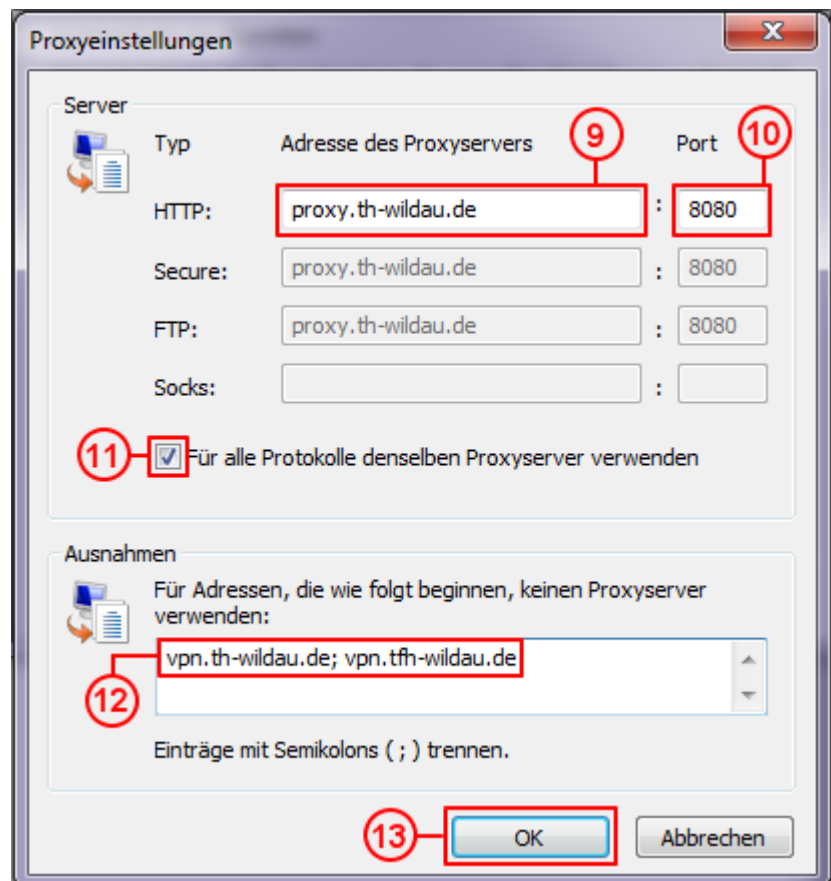 Proxyeinstellungen
Server
Typ Adresse des Proxyservers 9 Port 10
HTTP: proxy.th-wildau.de : 8080
Secure: proxy.th-wildau.de : 8080
FTP: proxy.th-wildau.de : 8080
Socks: :
11 Für alle Protokolle denselben Proxyserver verwenden
Ausnahmen
Für Adressen, die wie folgt beginnen, keinen Proxyserver
verwenden:
vpn.th-wildau.de; vpn.tfh-wildau.de
12
Einträge mit Semikolons ( ; ) trennen.
13 OK Abbrechen